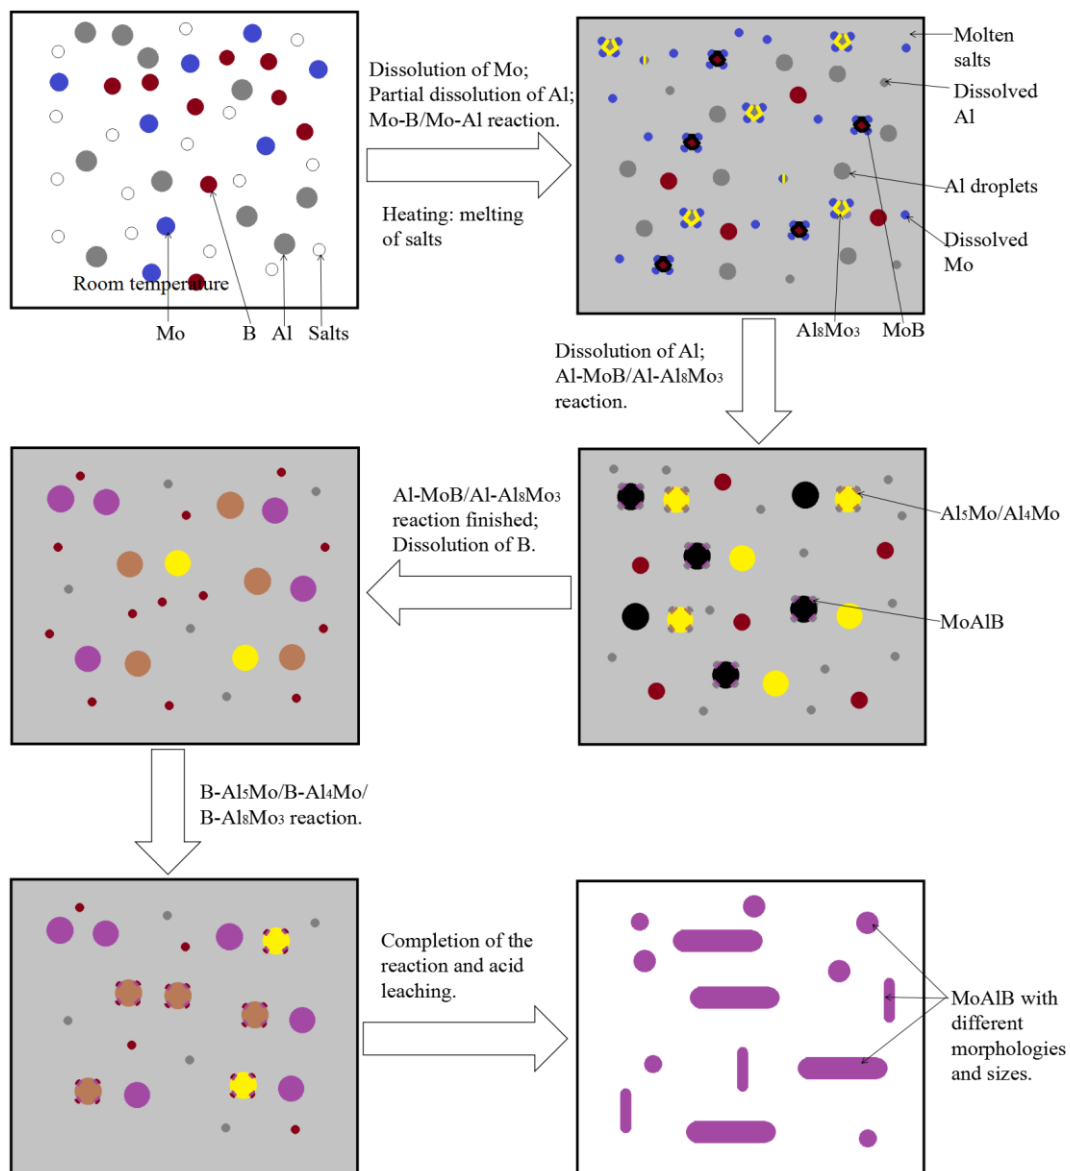 Room temperature
Mo
B
Al
Salts
Dissolution of Mo;
Partial dissolution of Al;
Mo-B/Mo-Al reaction.
Heating: melting
of salts
Molten
salts
Dissolved
Al
Al droplets
Dissolved
Mo
Al₈Mo₃
MoB
Dissolution of Al;
Al-MoB/Al-Al₈Mo₃
reaction.
Al₅Mo/Al₄Mo
MoAlB
Al-MoB/Al-Al₈Mo₃
reaction finished;
Dissolution of B.
B-Al₅Mo/B-Al₄Mo/
B-Al₈Mo₃ reaction.
Completion of the
reaction and acid
leaching.
MoAlB with
different
morphologies
and sizes.